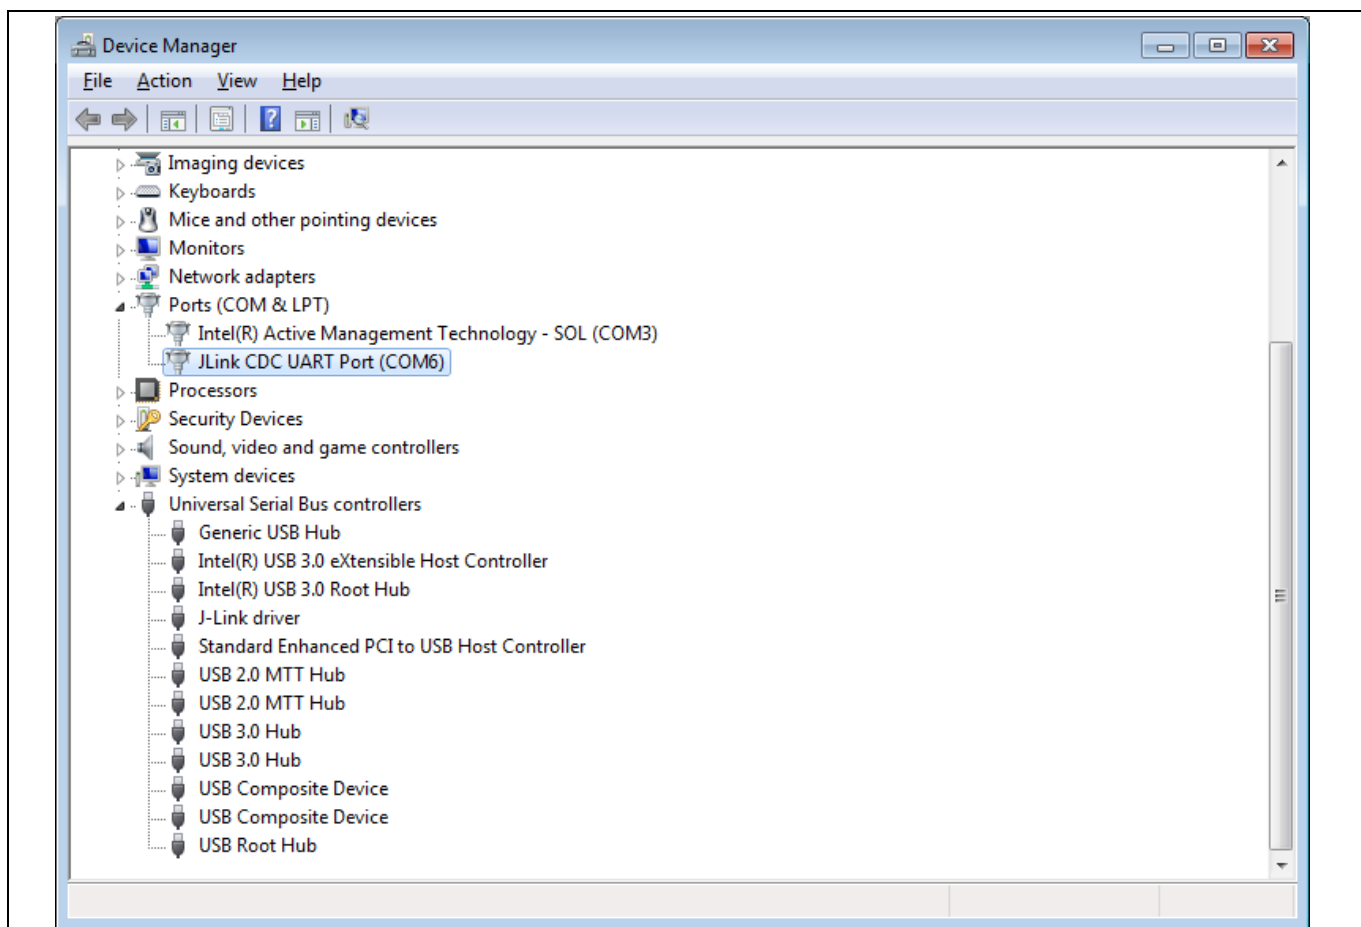 Device Manager
File Action View Help
Imaging devices
Keyboards
Mice and other pointing devices
Monitors
Network adapters
Ports (COM & LPT)
Intel(R) Active Management Technology - SOL (COM3)
JLink CDC UART Port (COM6)
Processors
Security Devices
Sound, video and game controllers
System devices
Universal Serial Bus controllers
Generic USB Hub
Intel(R) USB 3.0 eXtensible Host Controller
Intel(R) USB 3.0 Root Hub
J-Link driver
Standard Enhanced PCI to USB Host Controller
USB 2.0 MTT Hub
USB 2.0 MTT Hub
USB 3.0 Hub
USB 3.0 Hub
USB Composite Device
USB Composite Device
USB Root Hub